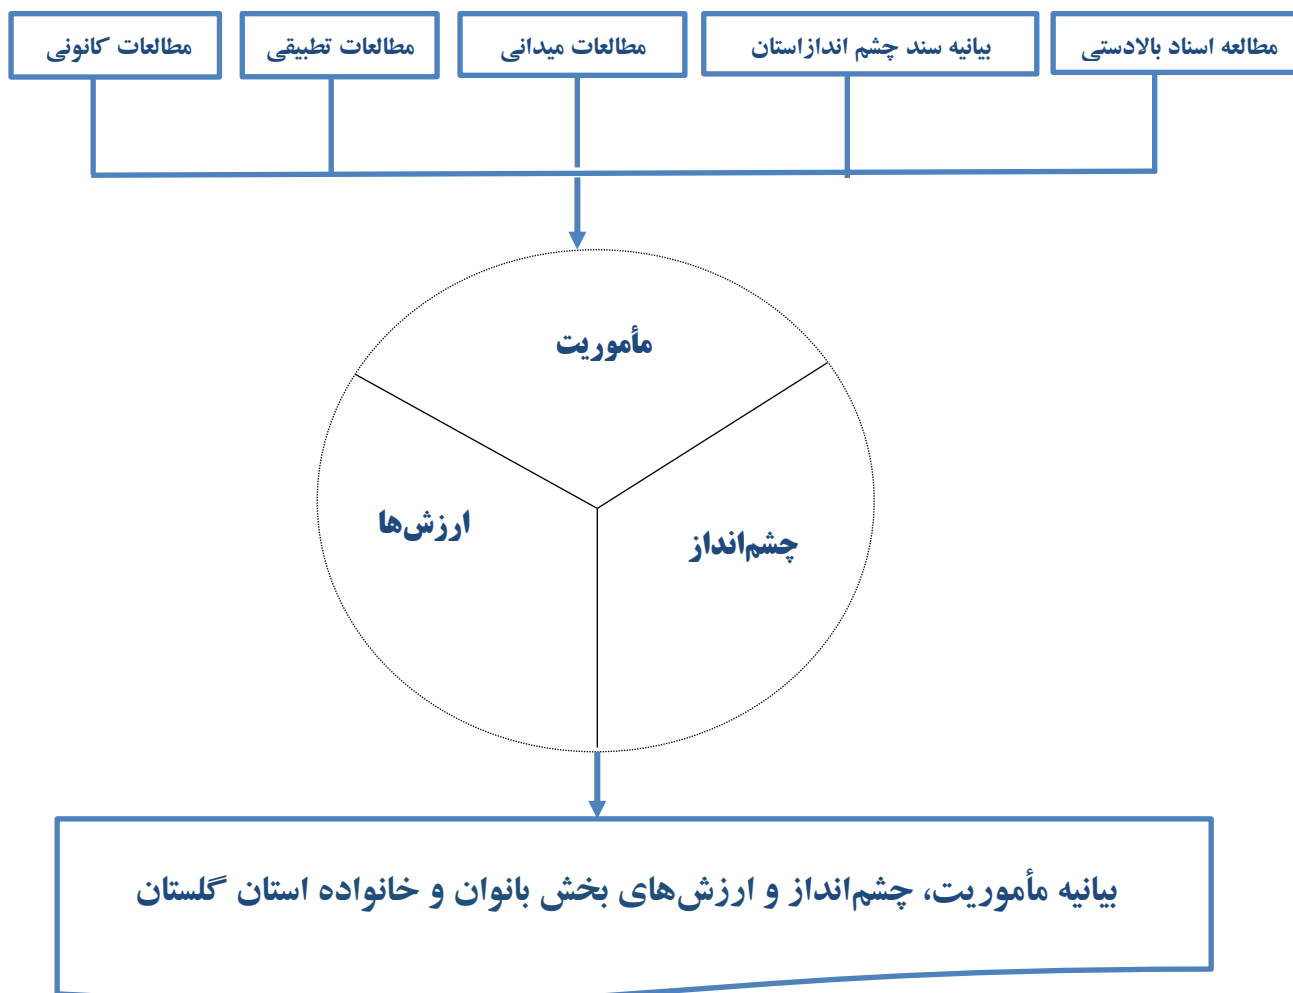 مطالعه اسناد بالادستی
بیانیه سند چشم اندازاستان
مطالعات میدانی
مطالعات تطبیقی
مطالعات کانونی
مأموریت
چشم‌انداز
ارزش‌ها
بیانیه مأموریت، چشم‌انداز و ارزش‌های بخش بانوان و خانواده استان گلستان